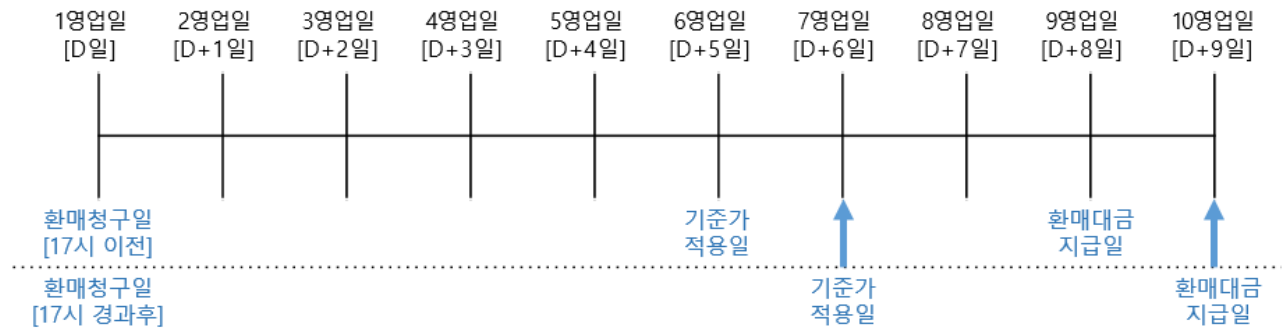 1영업일 2영업일 3영업일 4영업일 5영업일 6영업일 7영업일 8영업일 9영업일 10영업일
[D일] [D+1일] [D+2일] [D+3일] [D+4일] [D+5일] [D+6일] [D+7일] [D+8일] [D+9일]
환매청구일 기준가 환매대금
[17시 이전] 적용일 지급일
환매청구일 기준가 환매대금
[17시 경과후] 적용일 지급일